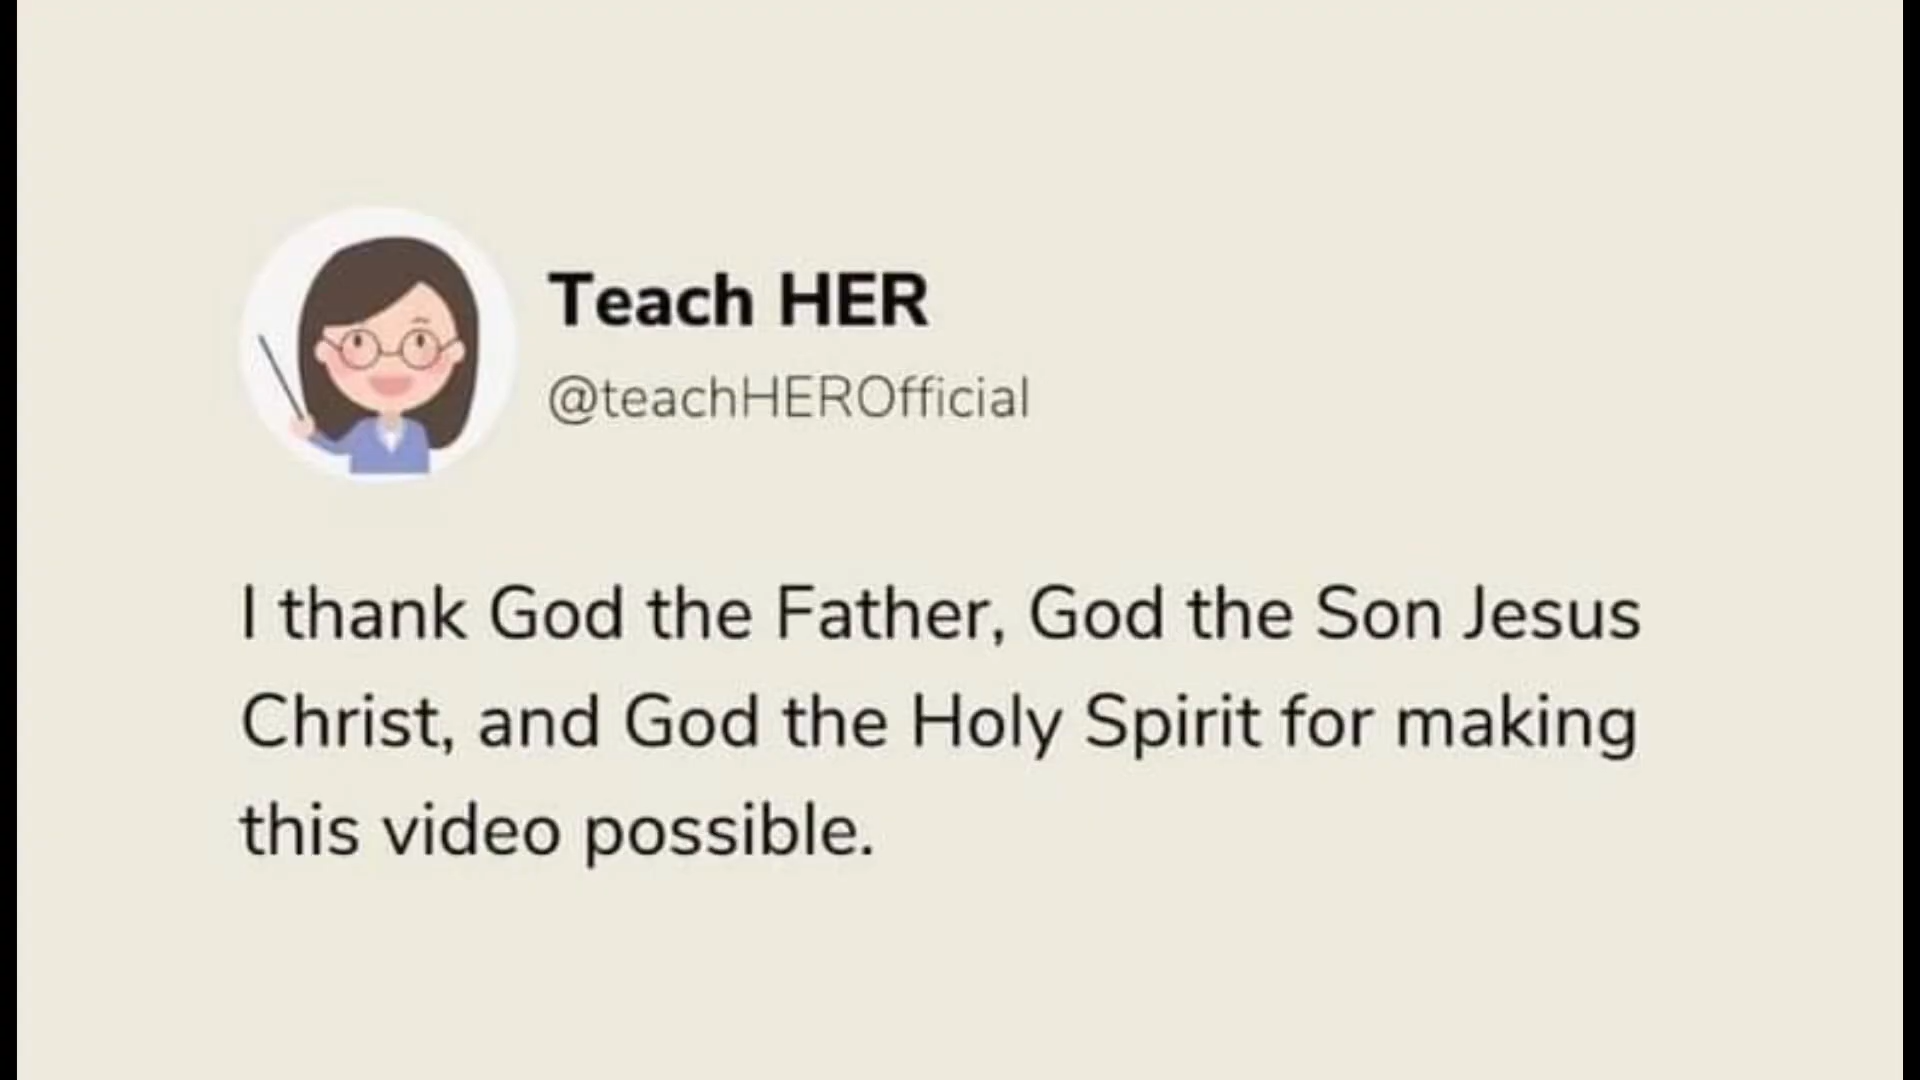 Teach HER
@teachHEROfficial
I thank God the Father, God the Son Jesus
Christ, and God the Holy Spirit for making
this video possible.